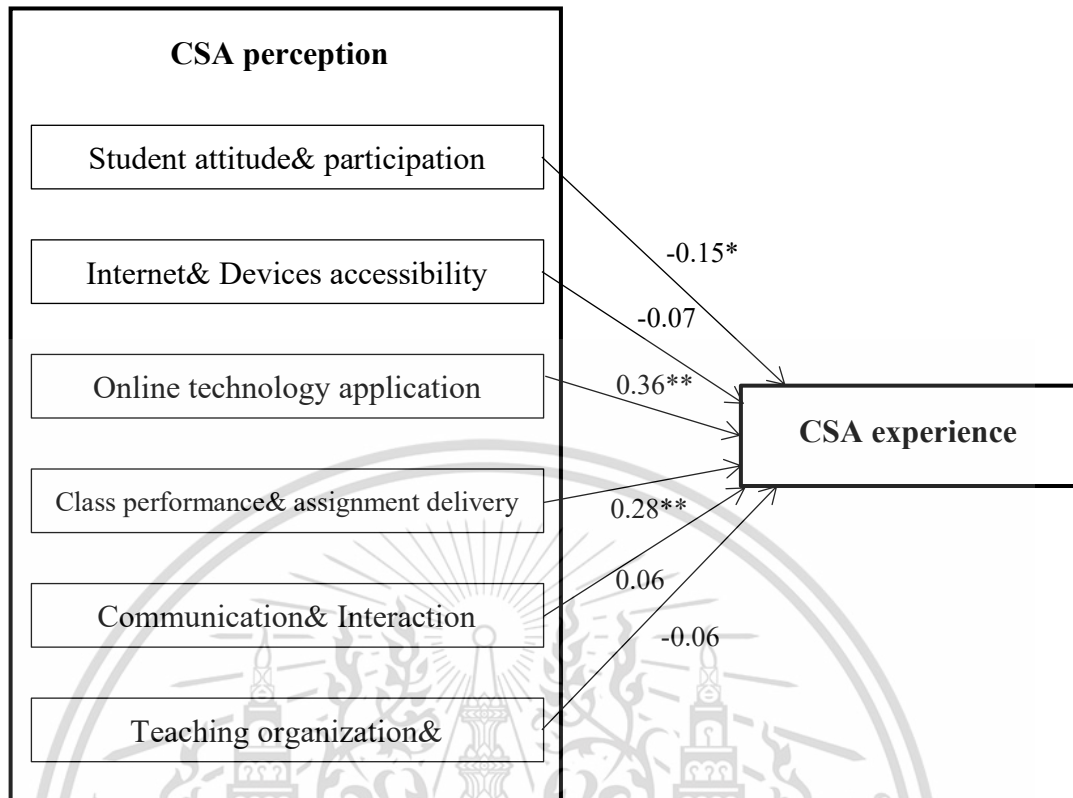 CSA perception
Student attitude& participation
Internet& Devices accessibility
Online technology application
Class performance& assignment delivery
Communication& Interaction
Teaching organization&
-0.15*
-0.07
0.36**
0.28**
0.06
-0.06
CSA experience